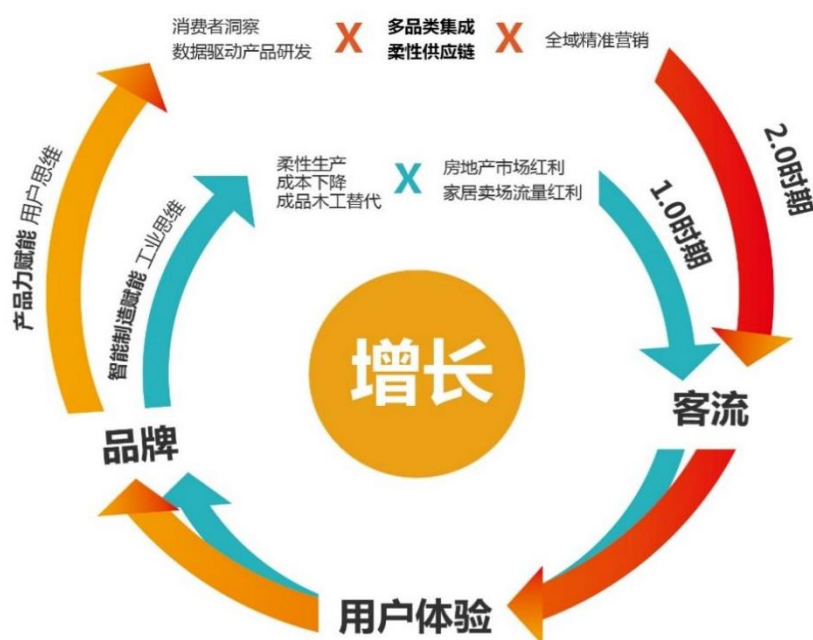 消费者洞察
数据驱动产品研发
X
多品类集成
柔性供应链
X
全域精准营销
柔性生产
成本下降
成品木工替代
X
房地产市场红利
家居卖场流量红利
产品力赋能 用户思维
智能制造赋能 工业思维
2.0时期
1.0时期
增长
客流
品牌
用户体验